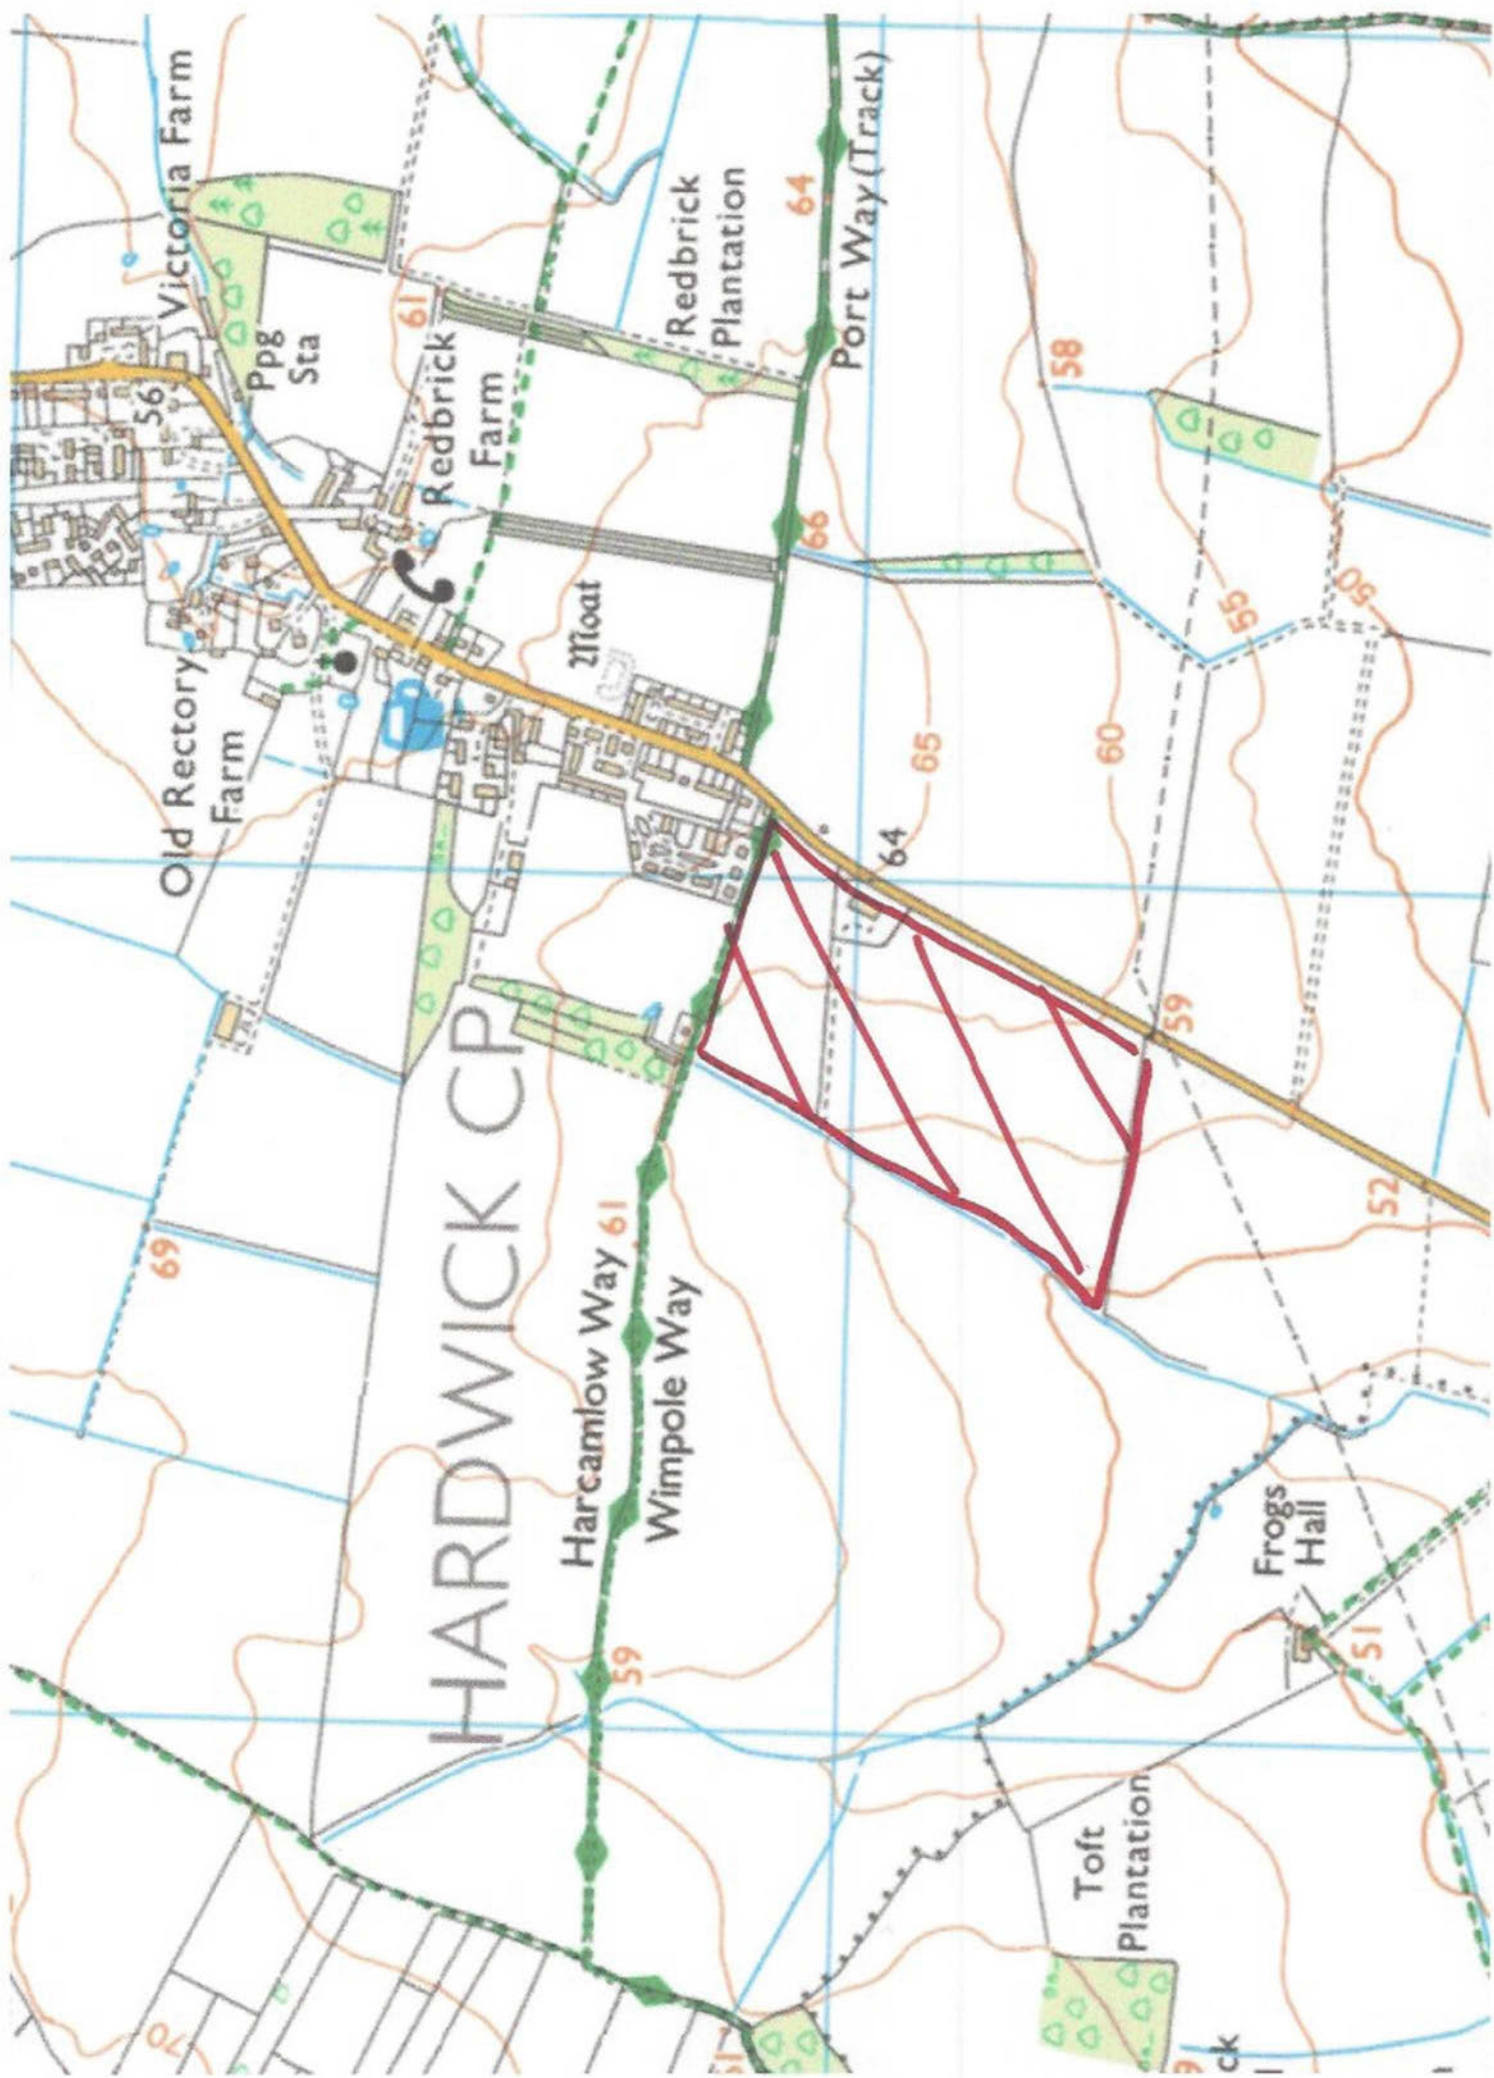 Victoria Farm
56
Ppg
Sta
61
Redbrick
Farm
Redbrick
Plantation
64
Port Way (Track)
58
66
Moat
Old Rectory
Farm
65
60
55
50
64
59
52
HARDWICK CP
69
Harcamlow Way
61
Wimpole Way
59
Frogs
Hall
51
Toft
Plantation
70
ck